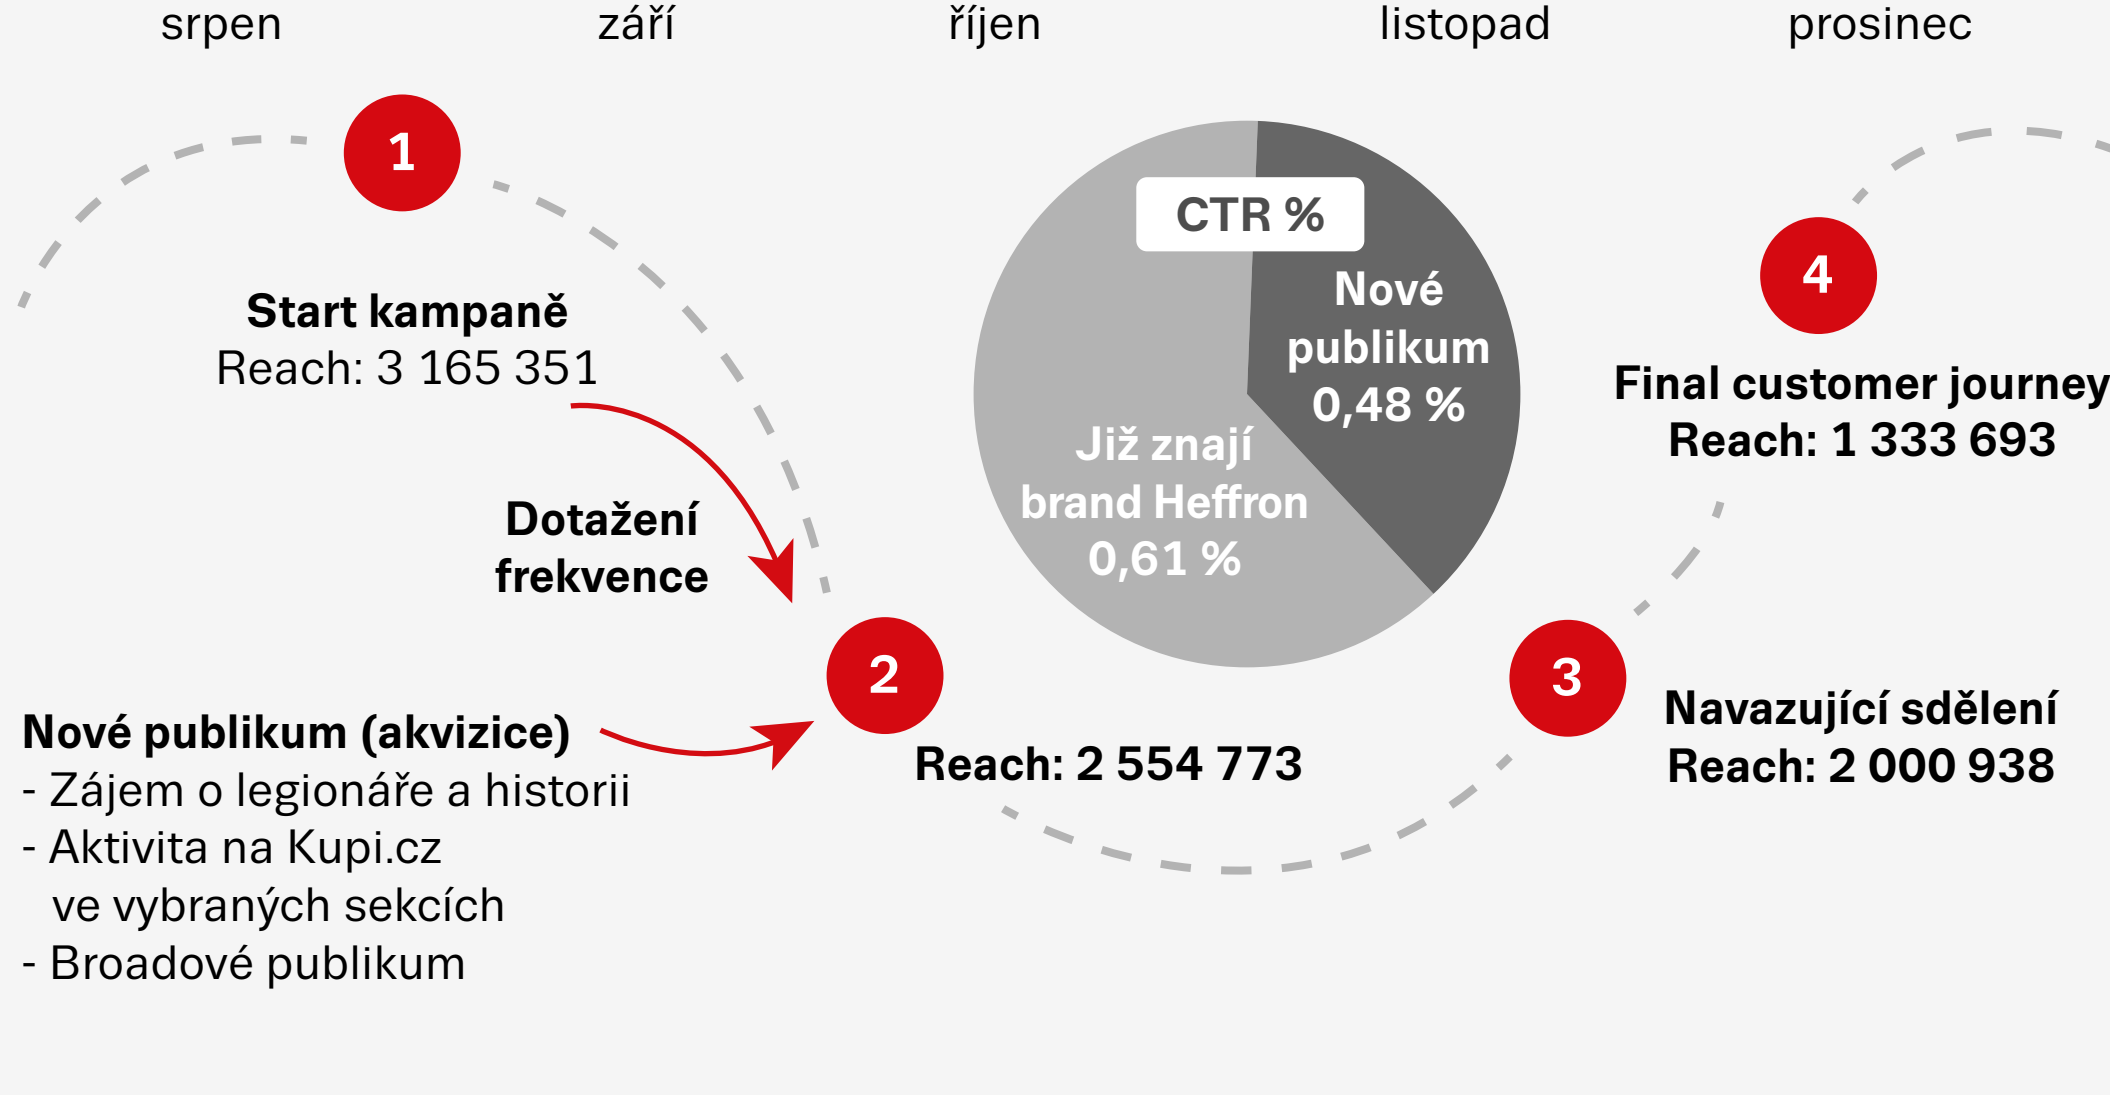 srpen září říjen listopad prosinec
1
Start kampaně
Reach: 3 165 351
Dotažení
frekvence
Nové publikum (akvizice)
- Zájem o legionáře a historii
- Aktivita na Kupi.cz
ve vybraných sekcích
- Broadové publikum
2
Reach: 2 554 773
CTR %
Nové
publikum
0,48 %
Již znají
brand Heffron
0,61 %
3
Navazující sdělení
Reach: 2 000 938
4
Final customer journey
Reach: 1 333 693